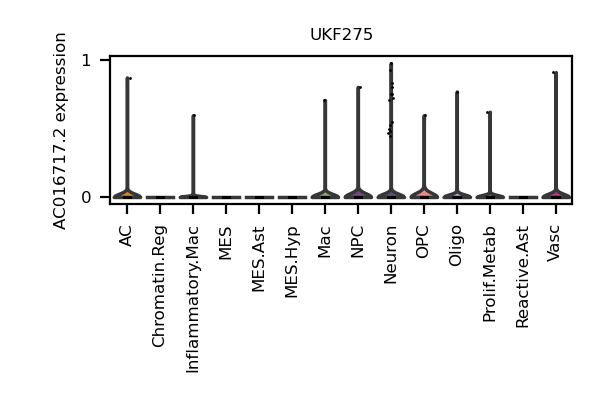 UKF275
AC016717.2 expression
1
0
AC
Chromatin.Reg
Inflammatory.Mac
MES
MES.Ast
MES.Hyp
Mac
NPC
Neuron
OPC
Oligo
Prolif.Metab
Reactive.Ast
Vasc